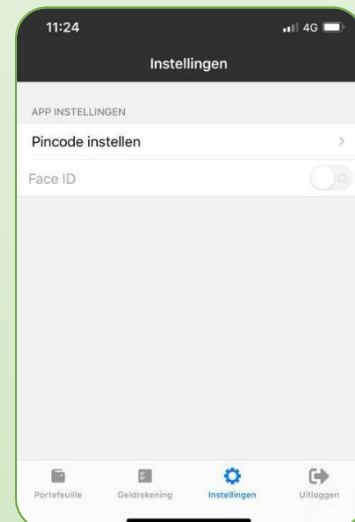 11:24
4G
Instellingen
APP INSTELLINGEN
Pincode instellen
Face ID
Portefeuille Geldrekening Instellingen Uitloggen